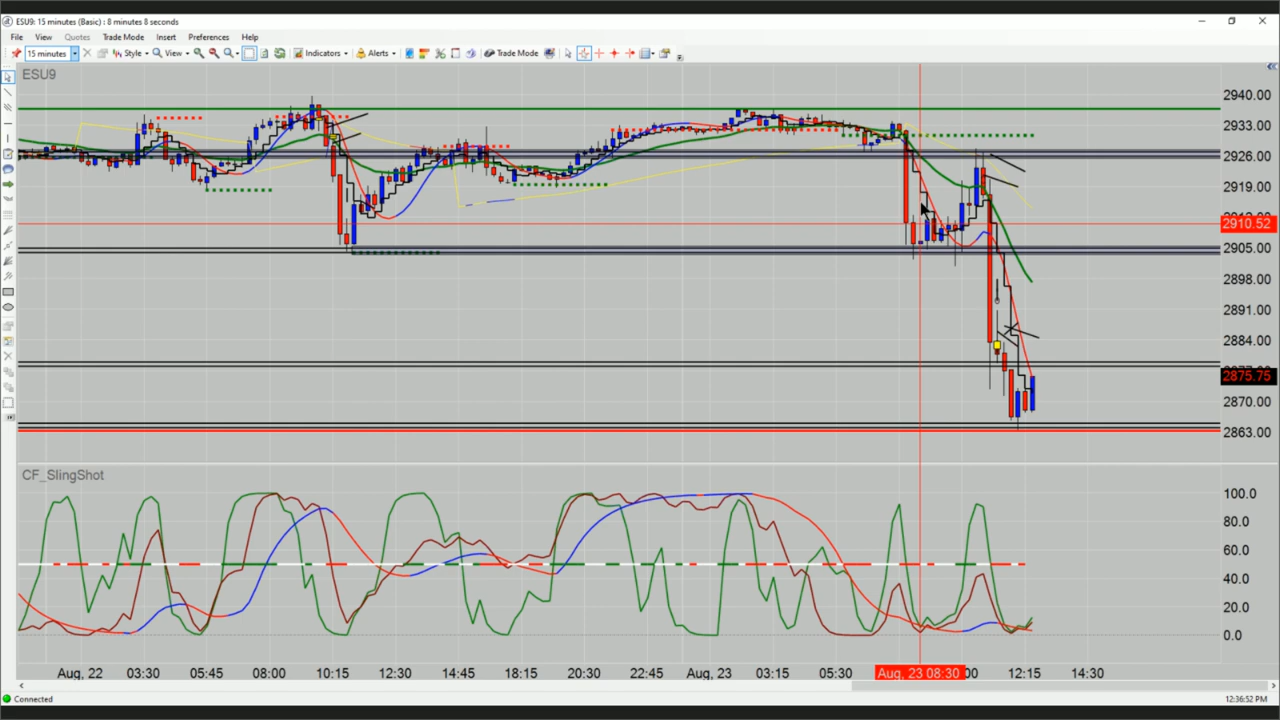 ESU9: 15 minutes (Basic) : 8 minutes 8 seconds
File View Quotes Trade Mode Insert Preferences Help
15 minutes Style View Indicators Alerts Trade Mode
ESU9
2940.00
2933.00
2926.00
2919.00
2910.52
2905.00
2898.00
2891.00
2884.00
2875.75
2870.00
2863.00
CF_SlingShot
100.0
80.0
60.0
40.0
20.0
0.0
Aug, 22 03:30 05:45 08:00 10:15 12:30 14:45 18:15 20:30 22:45 Aug, 23 03:15 05:30 Aug, 23 08:30 00 12:15 14:30
Connected 12:36:52 PM